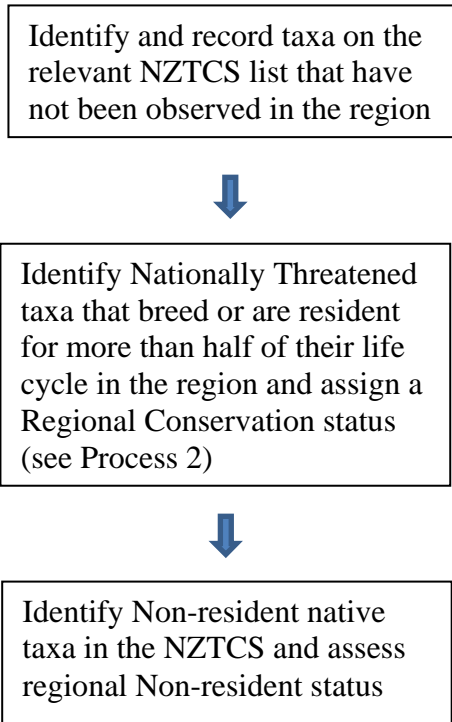 Identify and record taxa on the
relevant NZTCS list that have
not been observed in the region
Identify Nationally Threatened
taxa that breed or are resident
for more than half of their life
cycle in the region and assign a
Regional Conservation status
(see Process 2)
Identify Non-resident native
taxa in the NZTCS and assess
regional Non-resident status